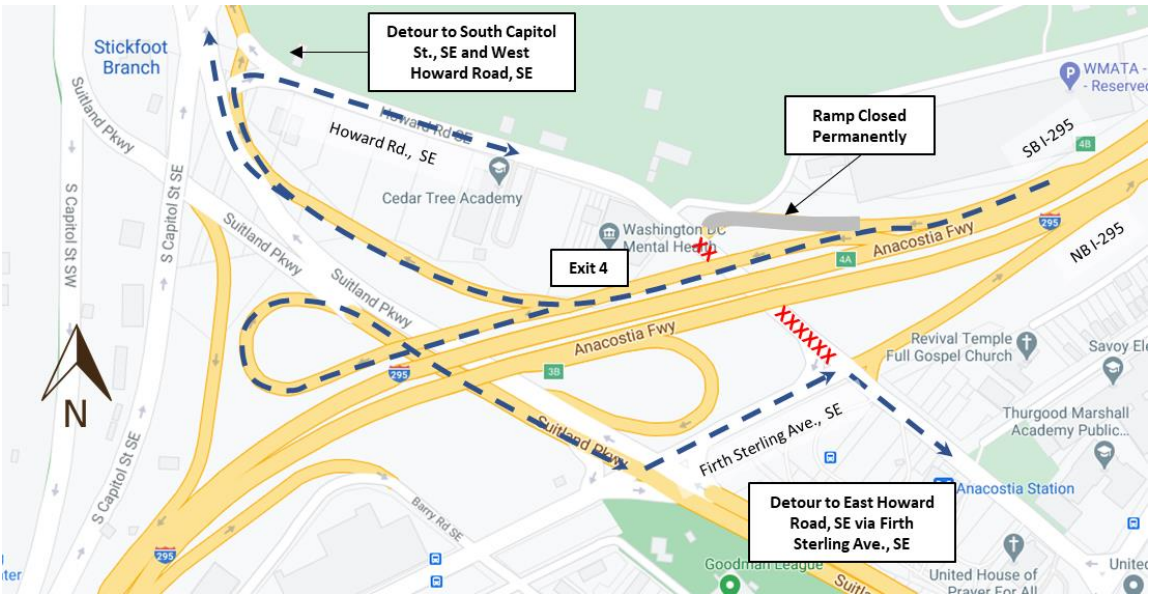 Detour to South Capitol
St., SE and West
Howard Road, SE
Stickfoot
Branch
WMATA -
- Reserved
Suitland Pkwy
Howard Rd SE
Howard Rd., SE
Ramp Closed
Permanently
SB I-295
4B
S Capitol St SW
S Capitol St SE
Cedar Tree Academy
Suitland Pkwy
Washington DC
Mental Health
XX
295
NB I-295
Anacostia Fwy
4A
Exit 4
Suitland Pkwy
XXXXXX
Anacostia Fwy
Revival Temple
Full Gospel Church
Savoy Ele
295
3B
N
Thurgood Marshall
Academy Public...
Firth Sterling Ave., SE
Suitland Pkwy
S Capitol St SE
Anacostia Station
Detour to East Howard
Road, SE via Firth
Sterling Ave., SE
Barry Rd SE
295
Goodman League
United House of
Prayer For All
United
Suitla
ter